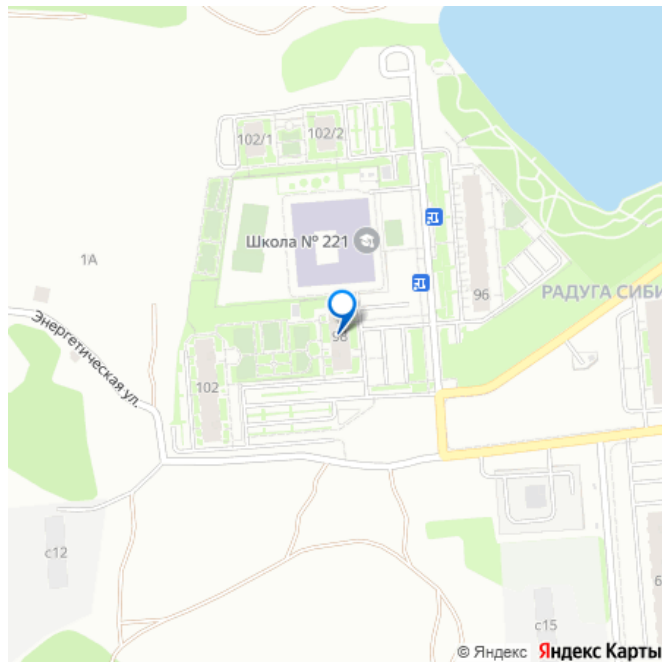 102/1
102/2
Школа № 221
1А
96
РАДУГА СИБИ
Энергетическая ул.
98
102
с12
с15
6
© Яндекс Яндекс Карты